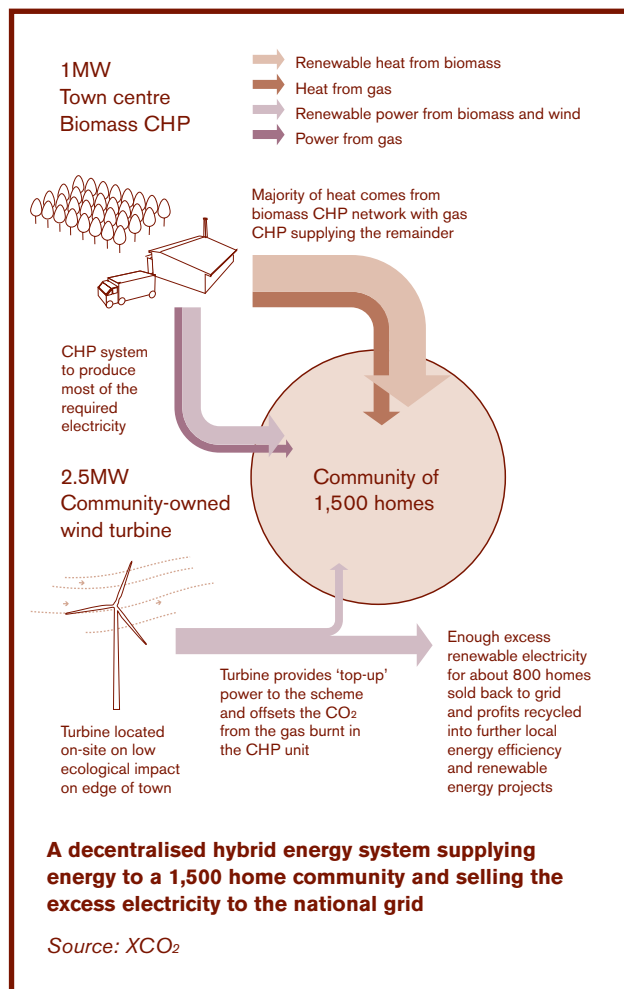 1MW
Town centre
Biomass CHP
Renewable heat from biomass
Heat from gas
Renewable power from biomass and wind
Power from gas
Majority of heat comes from
biomass CHP network with gas
CHP supplying the remainder
CHP system
to produce
most of the
required
electricity
Community of
1,500 homes
2.5MW
Community-owned
wind turbine
Turbine located
on-site on low
ecological impact
on edge of town
Turbine provides ‘top-up’
power to the scheme
and offsets the CO₂
from the gas burnt in
the CHP unit
Enough excess
renewable electricity
for about 800 homes
sold back to grid
and profits recycled
into further local
energy efficiency
and renewable
energy projects
A decentralised hybrid energy system supplying
energy to a 1,500 home community and selling the
excess electricity to the national grid
Source: XCO₂